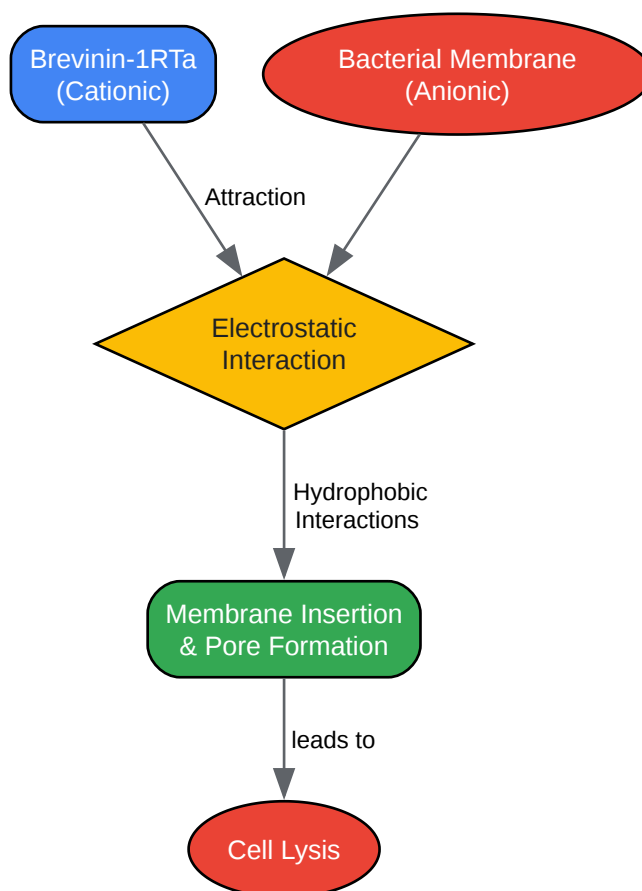 Brevinin-1RTa
(Cationic)
Bacterial Membrane
(Anionic)
Attraction
Electrostatic
Interaction
Hydrophobic
Interactions
Membrane Insertion
& Pore Formation
leads to
Cell Lysis